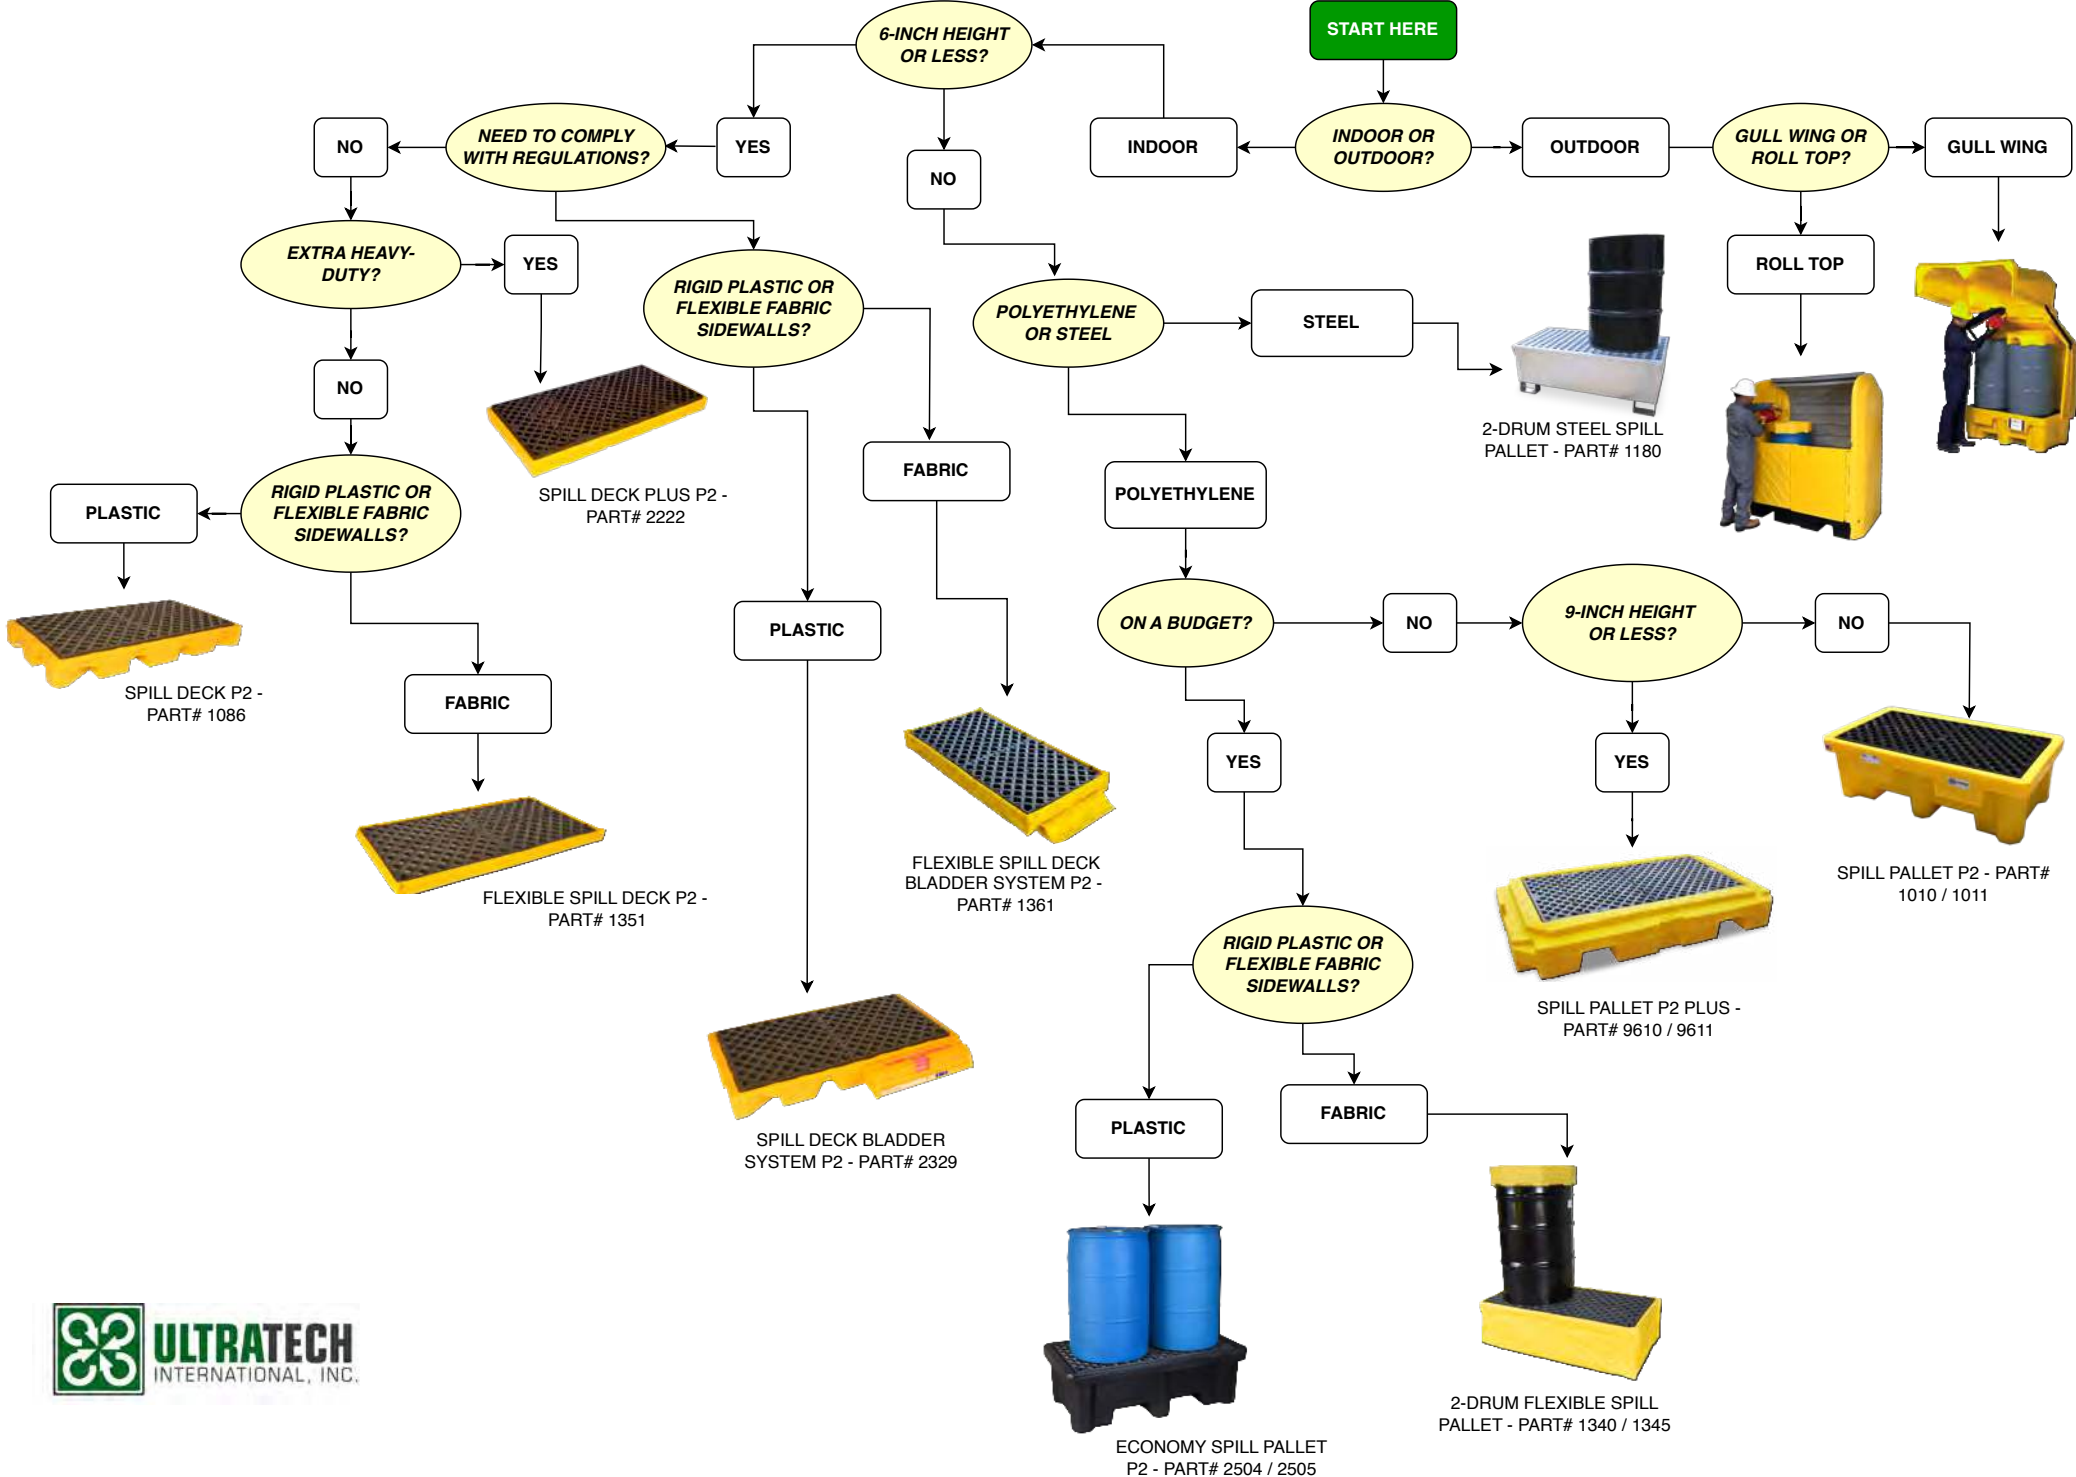 START HERE
6-INCH HEIGHT
OR LESS?
NEED TO COMPLY
WITH REGULATIONS?
NO
YES
INDOOR
INDOOR OR
OUTDOOR?
OUTDOOR
GULL WING OR
ROLL TOP?
GULL WING
NO
EXTRA HEAVY-
DUTY?
YES
ROLL TOP
RIGID PLASTIC OR
FLEXIBLE FABRIC
SIDEWALLS?
POLYETHYLENE
OR STEEL
STEEL
NO
2-DRUM STEEL SPILL
PALLET - PART# 1180
FABRIC
POLYETHYLENE
SPILL DECK PLUS P2 -
PART# 2222
PLASTIC
RIGID PLASTIC OR
FLEXIBLE FABRIC
SIDEWALLS?
PLASTIC
ON A BUDGET?
NO
9-INCH HEIGHT
OR LESS?
NO
SPILL DECK P2 -
PART# 1086
FABRIC
YES
YES
FLEXIBLE SPILL DECK P2 -
PART# 1351
FLEXIBLE SPILL DECK
BLADDER SYSTEM P2 -
PART# 1361
SPILL PALLET P2 - PART#
1010 / 1011
RIGID PLASTIC OR
FLEXIBLE FABRIC
SIDEWALLS?
SPILL PALLET P2 PLUS -
PART# 9610 / 9611
PLASTIC
FABRIC
SPILL DECK BLADDER
SYSTEM P2 - PART# 2329
ULTRATECH
INTERNATIONAL, INC.
2-DRUM FLEXIBLE SPILL
PALLET - PART# 1340 / 1345
ECONOMY SPILL PALLET
P2 - PART# 2504 / 2505